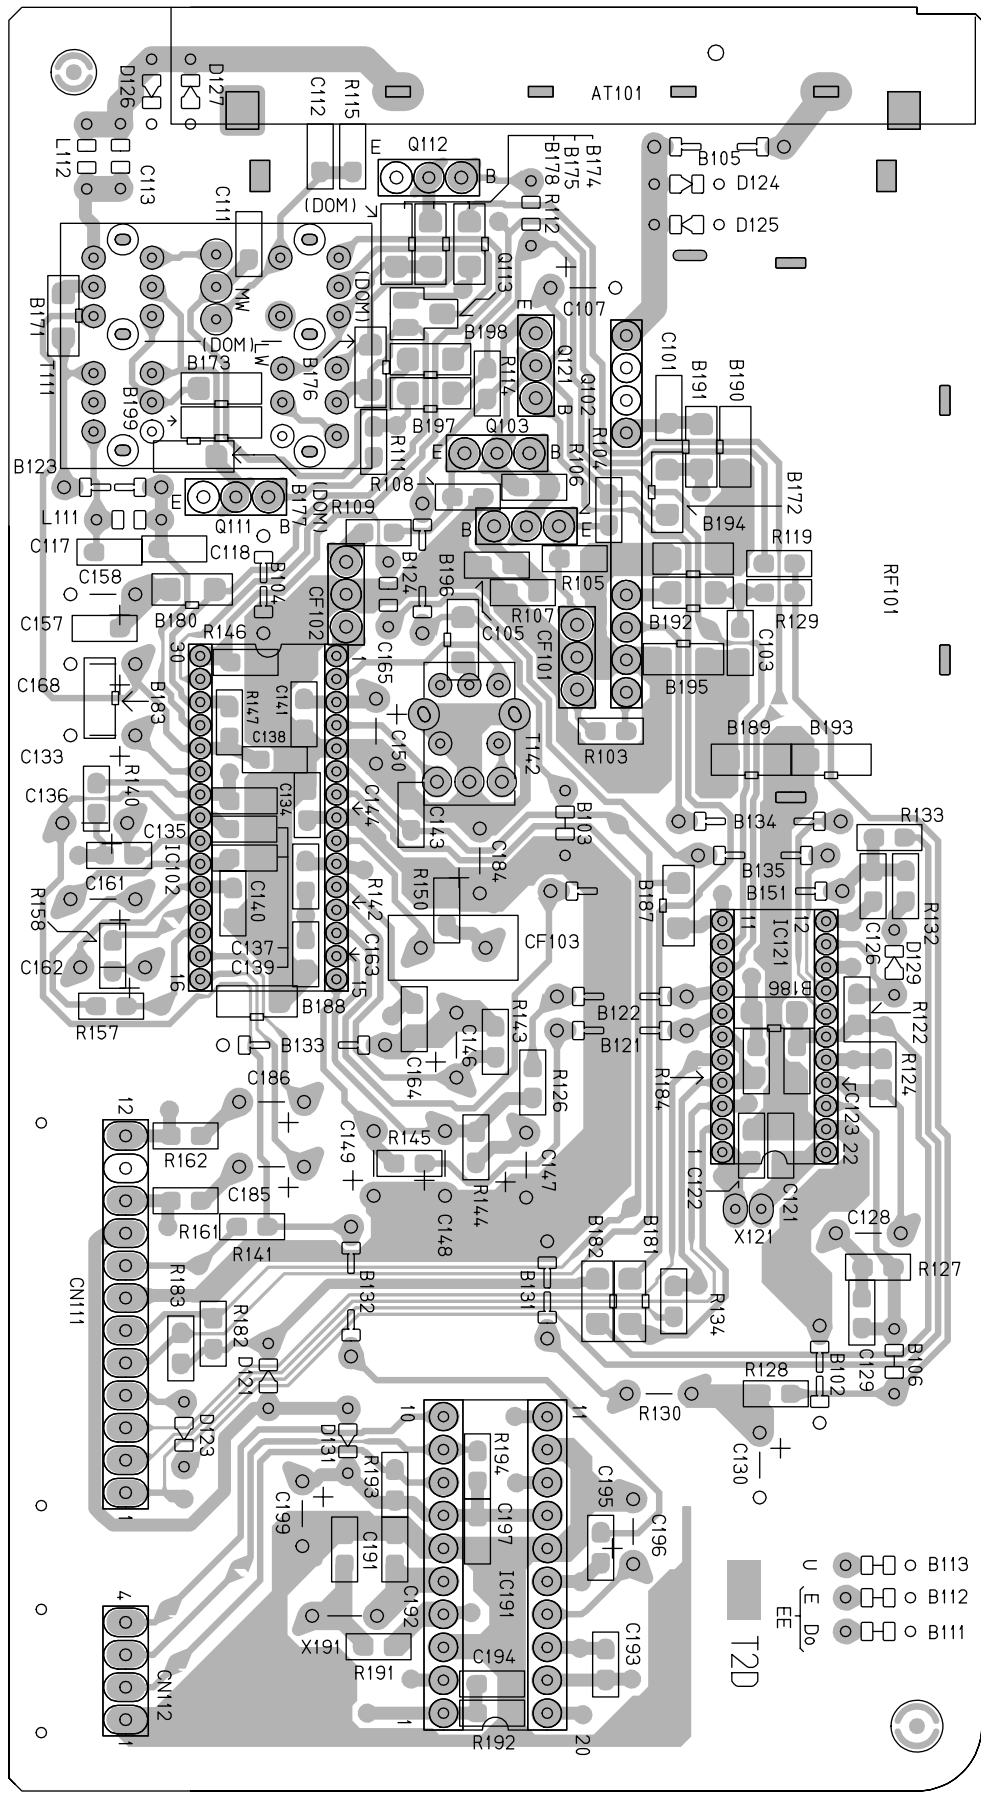 D126
D127
C112
R115
AT101
L112
C113
E
Q112
B
B178
B175
B174
B105
D124
D125
C111
(DOM)
R112
MW
(DOM)
Q113
C107
B171
T111
(DOM)
LW
B173
B199
B176
B198
R114
E
Q121
B
Q102
C101
B191
B190
B197
Q103
E
B
R111
R106
R104
B123
E
Q111
B
B177
(DOM)
R109
R108
B
E
B172
B194
L111
C117
C118
C158
B104
CF102
B124
B196
R105
R107
R119
RF101
C157
B180
R146
C105
CF101
B192
R129
C103
30
1
C165
B195
C168
B183
R147
C141
C150
T142
R103
B189
B193
C133
C138
R140
C136
C134
C144
C143
B103
B134
R133
C135
IC102
C161
C184
B135
B151
R158
C140
R142
R150
B187
11
IC121
12
C126
R132
D129
C162
C137
C139
C163
CF103
B186
16
15
R157
B188
R143
B122
R122
B133
C164
C146
B121
R126
R184
R124
C186
12
R162
C149
R145
C147
C123
1
22
C122
C121
C185
R144
X121
C128
R161
R141
C148
B182
B181
R127
CN111
R183
R182
B132
B131
R134
D121
C129
B106
B102
R128
R130
D123
10
11
D131
C130
R193
R194
C195
C199
C196
1
C191
C197
4
IC191
C192
U
B113
E
B112
EE
Do
B111
X191
R191
C194
C193
T2D
CN112
1
1
R192
20